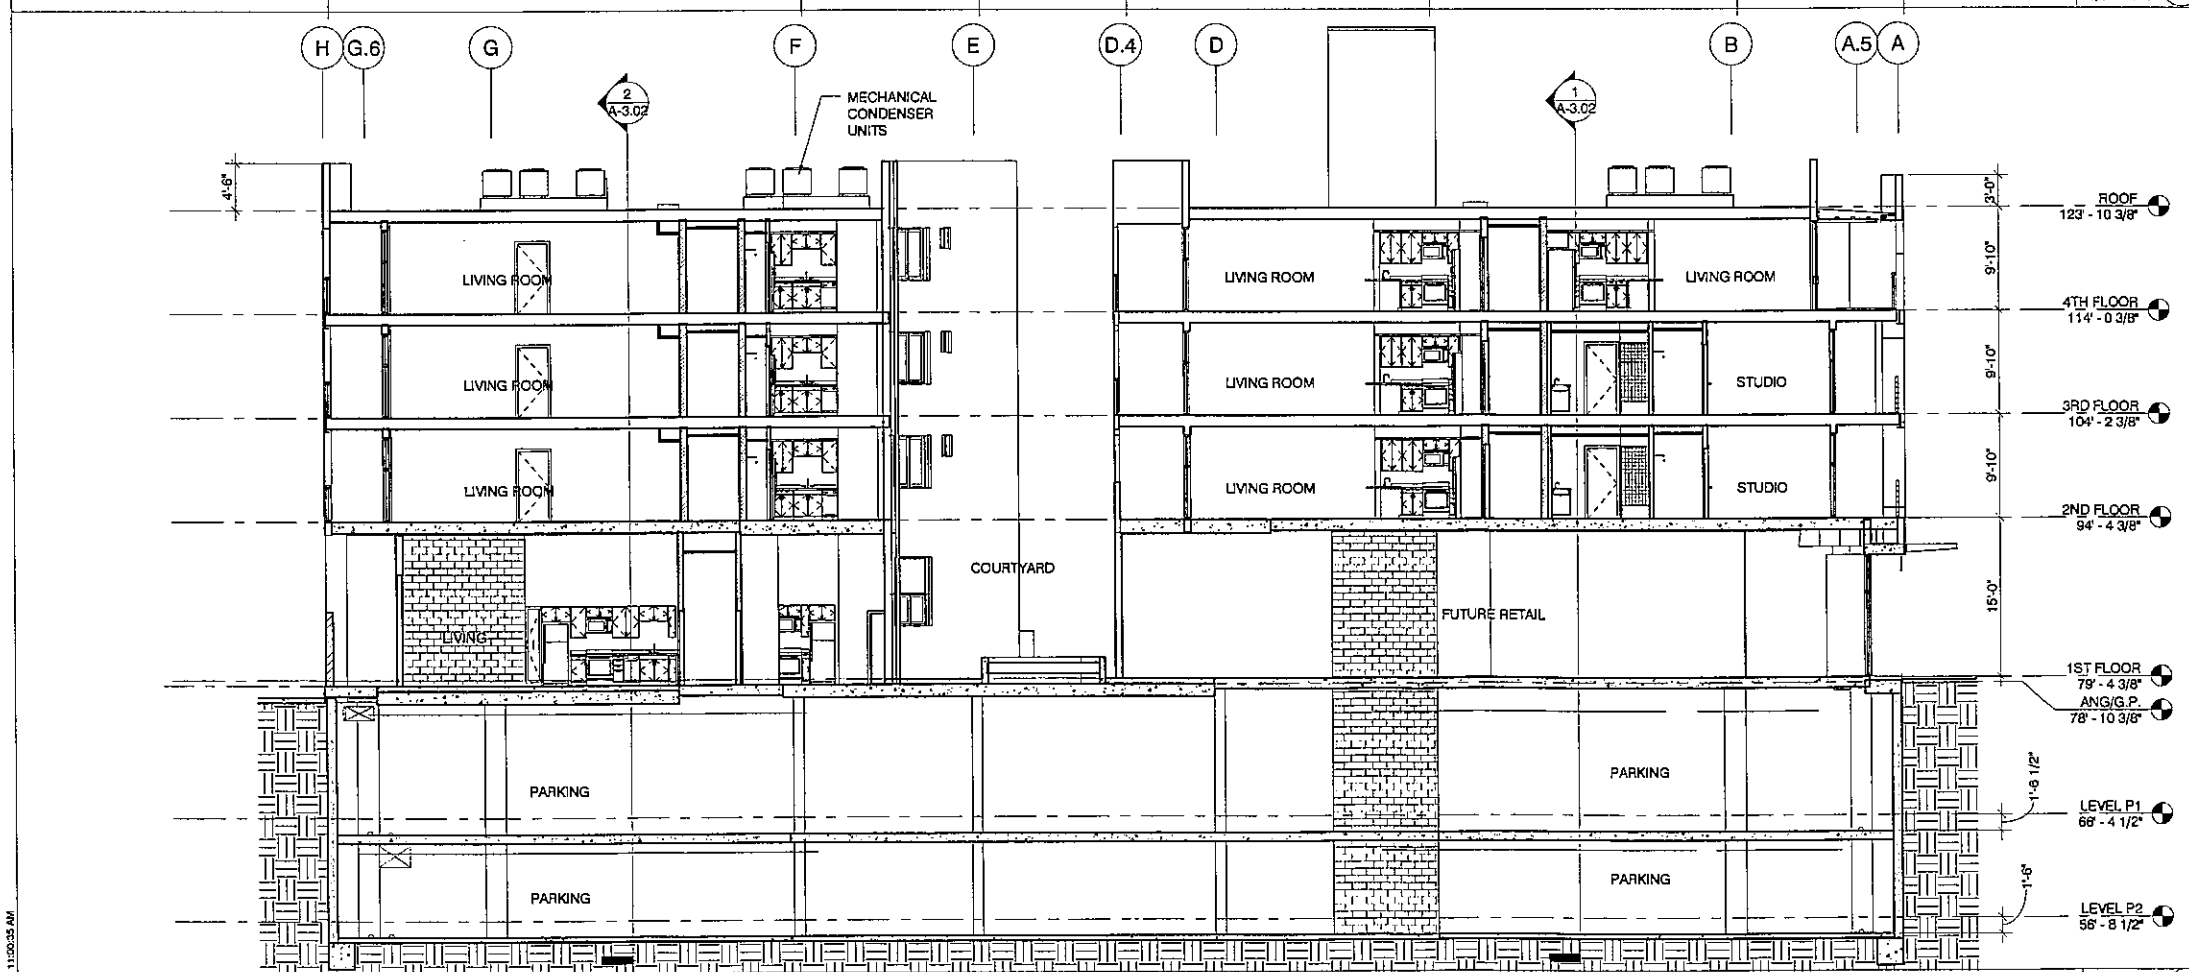 H
G.6
G
F
E
D.4
D
B
A.5
A
2
A-3.02
MECHANICAL
CONDENSER
UNITS
1
A-3.02
4'-6"
3'-0"
ROOF
123' - 10 3/8"
LIVING ROOM
LIVING ROOM
LIVING ROOM
9'-10"
4TH FLOOR
114' - 0 3/8"
LIVING ROOM
LIVING ROOM
STUDIO
9'-10"
3RD FLOOR
104' - 2 3/8"
LIVING ROOM
LIVING ROOM
STUDIO
9'-10"
2ND FLOOR
94' - 4 3/8"
COURTYARD
LIVING
FUTURE RETAIL
15'-0"
1ST FLOOR
79' - 4 3/8"
ANG/G.P.
78' - 10 3/8"
PARKING
PARKING
1'-6 1/2"
LEVEL P1
66' - 4 1/2"
PARKING
PARKING
1'-6"
LEVEL P2
56' - 8 1/2"
11:00:35 AM